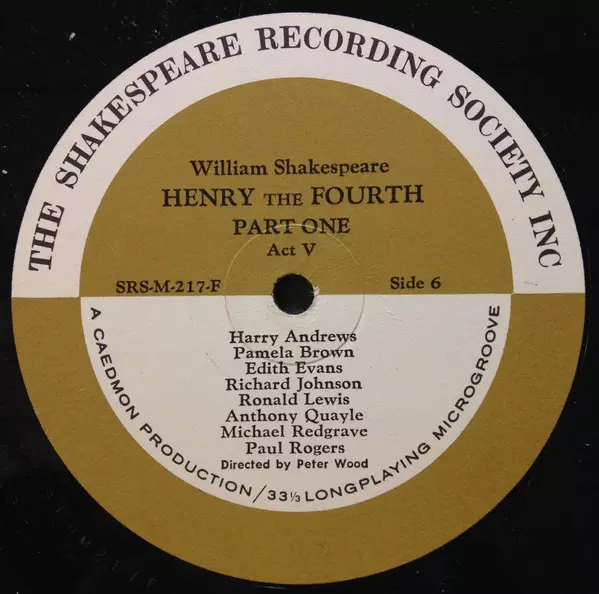 THE SHAKESPEARE RECORDING SOCIETY INC
William Shakespeare
HENRY THE FOURTH
PART ONE
Act V
SRS-M-217-F
Side 6
Harry Andrews
Pamela Brown
Edith Evans
Richard Johnson
Ronald Lewis
Anthony Quayle
Michael Redgrave
Paul Rogers
Directed by Peter Wood
A CAEDMON PRODUCTION/33⅓ LONGPLAYING MICROGROOVE